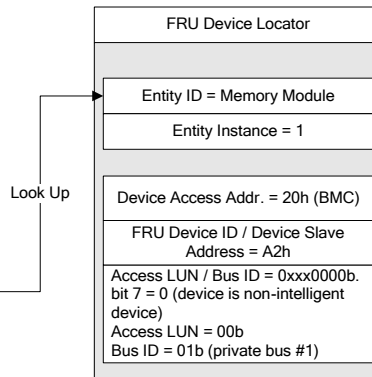 FRU Device Locator
Entity ID = Memory Module
Entity Instance = 1
Look Up
Device Access Addr. = 20h (BMC)
FRU Device ID / Device Slave
Address = A2h
Access LUN / Bus ID = 0xxx0000b.
bit 7 = 0 (device is non-intelligent
device)
Access LUN = 00b
Bus ID = 01b (private bus #1)